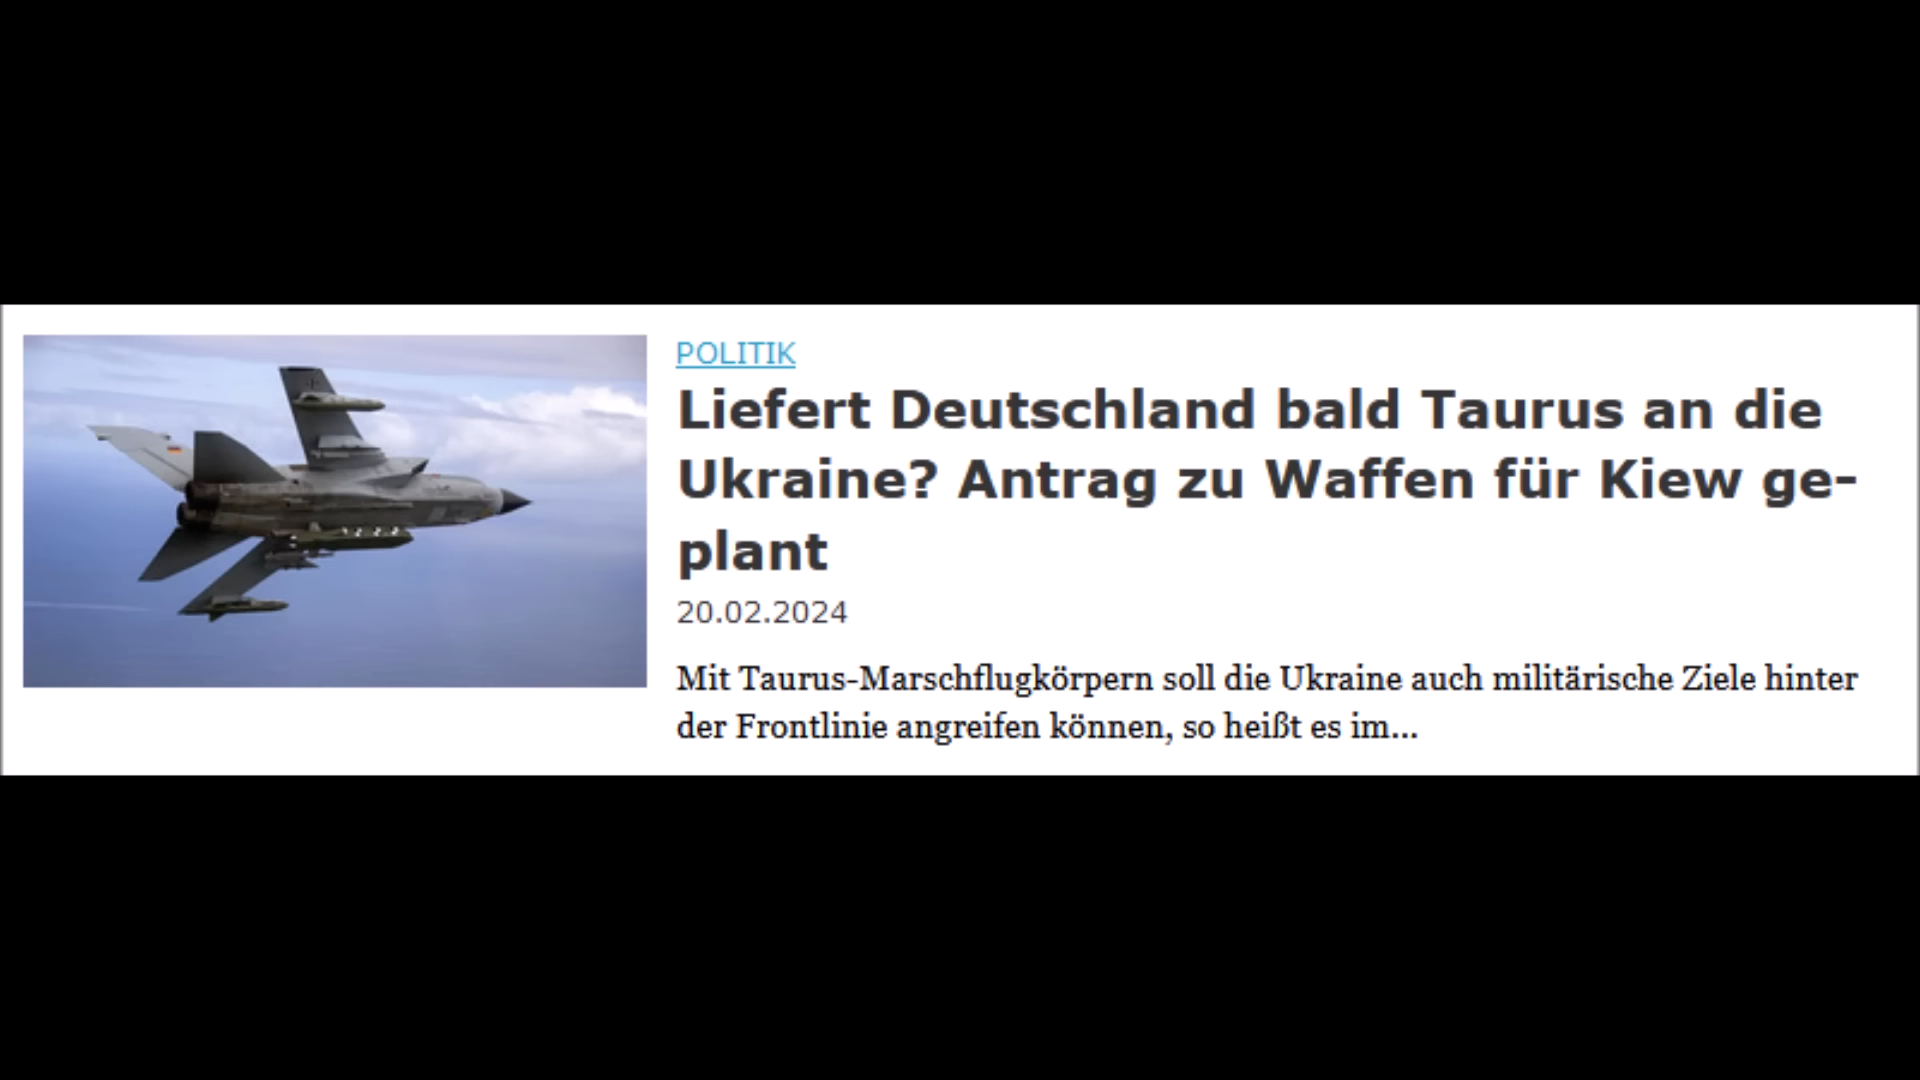 POLITIK
Liefert Deutschland bald Taurus an die
Ukraine? Antrag zu Waffen für Kiew ge-
plant
20.02.2024
Mit Taurus-Marschflugkörpern soll die Ukraine auch militärische Ziele hinter
der Frontlinie angreifen können, so heißt es im...